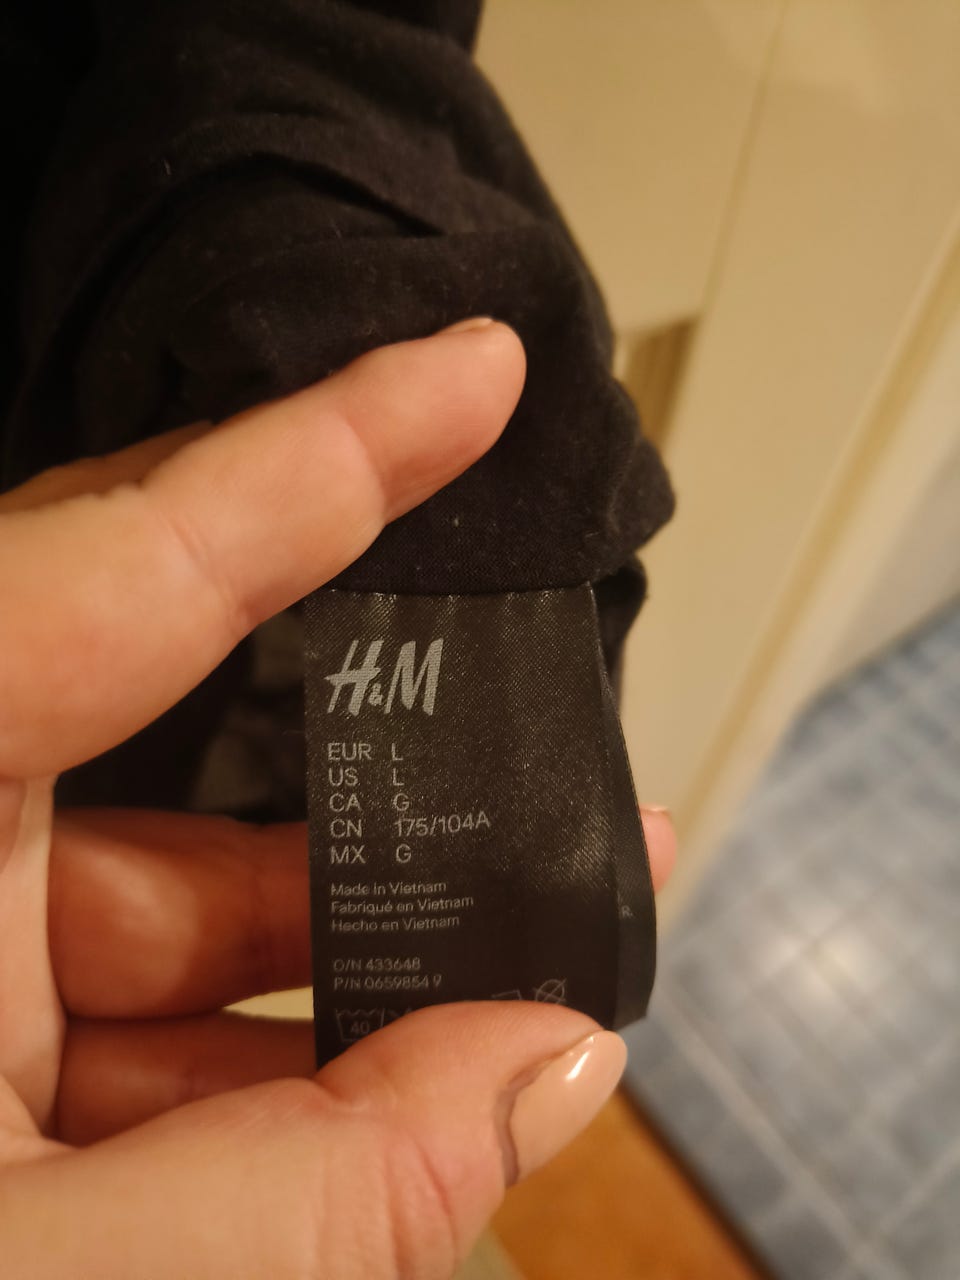 H&M
EUR L
US L
CA G
CN 175/104A
MX G
Made in Vietnam
Fabriqué en Vietnam
Hecho en Vietnam
O/N 433648
P/N 0659854 9
40
R.